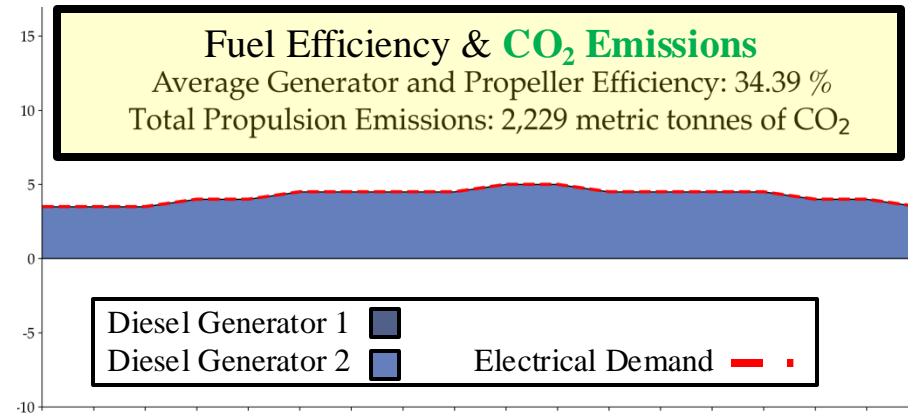 Fuel Efficiency & CO₂ Emissions
Average Generator and Propeller Efficiency: 34.39 %
Total Propulsion Emissions: 2,229 metric tonnes of CO₂
15
10
5
0
-5
-10
Diesel Generator 1
Diesel Generator 2 Electrical Demand